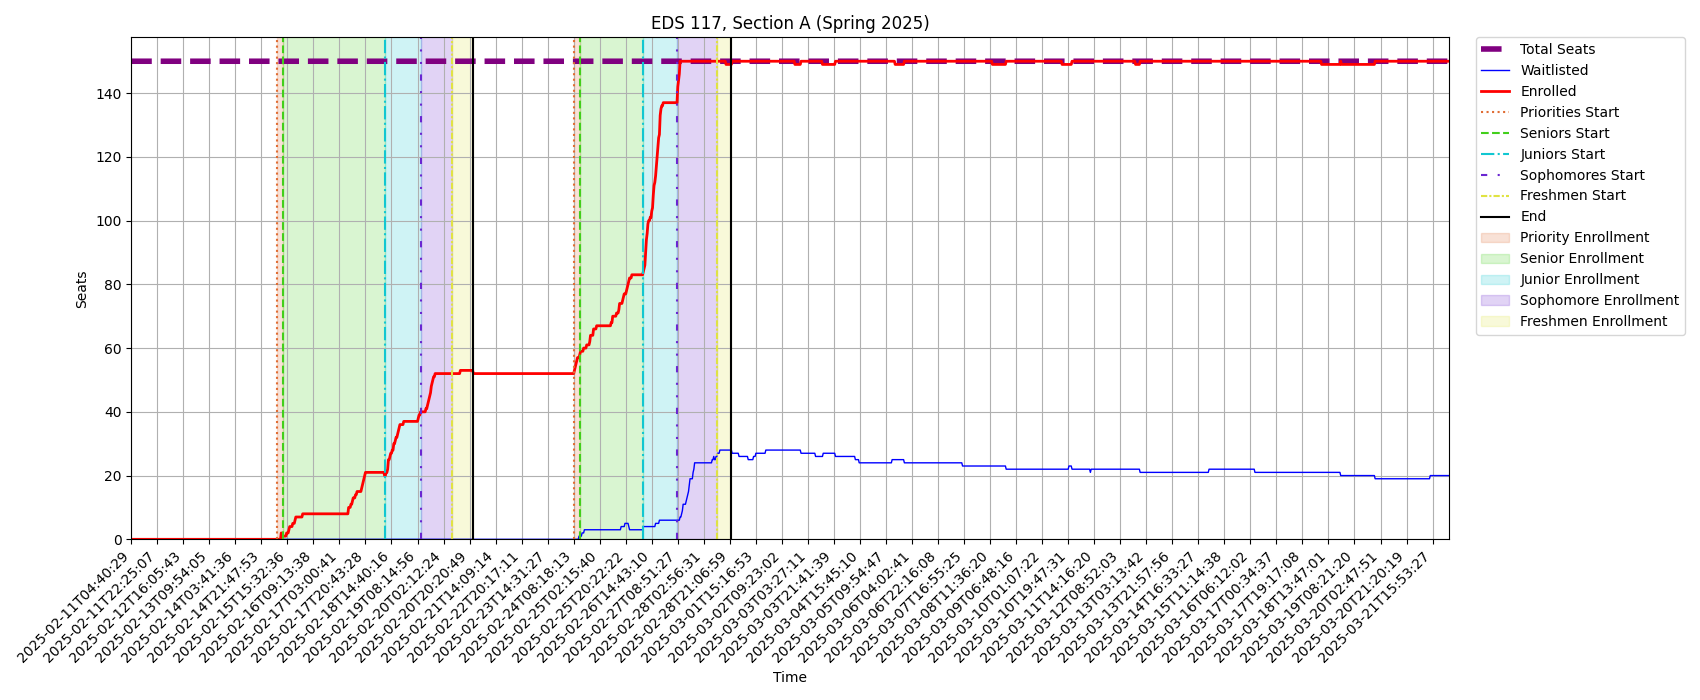 EDS 117, Section A (Spring 2025)
Seats
140
120
100
80
60
40
20
0
2025-02-11T04:40:29
2025-02-11T22:25:07
2025-02-12T16:05:43
2025-02-13T09:54:05
2025-02-14T03:41:36
2025-02-14T21:47:53
2025-02-15T15:32:36
2025-02-16T09:13:38
2025-02-17T03:00:41
2025-02-17T20:43:28
2025-02-18T14:40:16
2025-02-19T08:14:56
2025-02-20T02:12:24
2025-02-20T20:20:49
2025-02-21T14:09:14
2025-02-22T20:17:11
2025-02-23T14:31:27
2025-02-24T08:18:13
2025-02-25T02:15:40
2025-02-25T20:22:22
2025-02-26T14:43:10
2025-02-27T08:51:27
2025-02-28T02:56:31
2025-02-28T21:06:59
2025-03-01T15:16:53
2025-03-02T09:23:02
2025-03-03T03:27:11
2025-03-03T21:41:39
2025-03-04T15:45:10
2025-03-05T09:54:47
2025-03-06T04:02:41
2025-03-06T22:16:08
2025-03-07T16:55:25
2025-03-08T11:36:20
2025-03-09T06:48:16
2025-03-10T01:07:22
2025-03-10T19:47:31
2025-03-11T14:16:20
2025-03-12T08:52:03
2025-03-13T03:13:42
2025-03-13T21:57:56
2025-03-14T16:33:27
2025-03-15T11:14:38
2025-03-16T06:12:02
2025-03-17T00:34:37
2025-03-17T19:17:08
2025-03-18T13:47:01
2025-03-19T08:21:20
2025-03-20T02:47:51
2025-03-20T21:20:19
2025-03-21T15:53:27
Time
Total Seats
Waitlisted
Enrolled
Priorities Start
Seniors Start
Juniors Start
Sophomores Start
Freshmen Start
End
Priority Enrollment
Senior Enrollment
Junior Enrollment
Sophomore Enrollment
Freshmen Enrollment